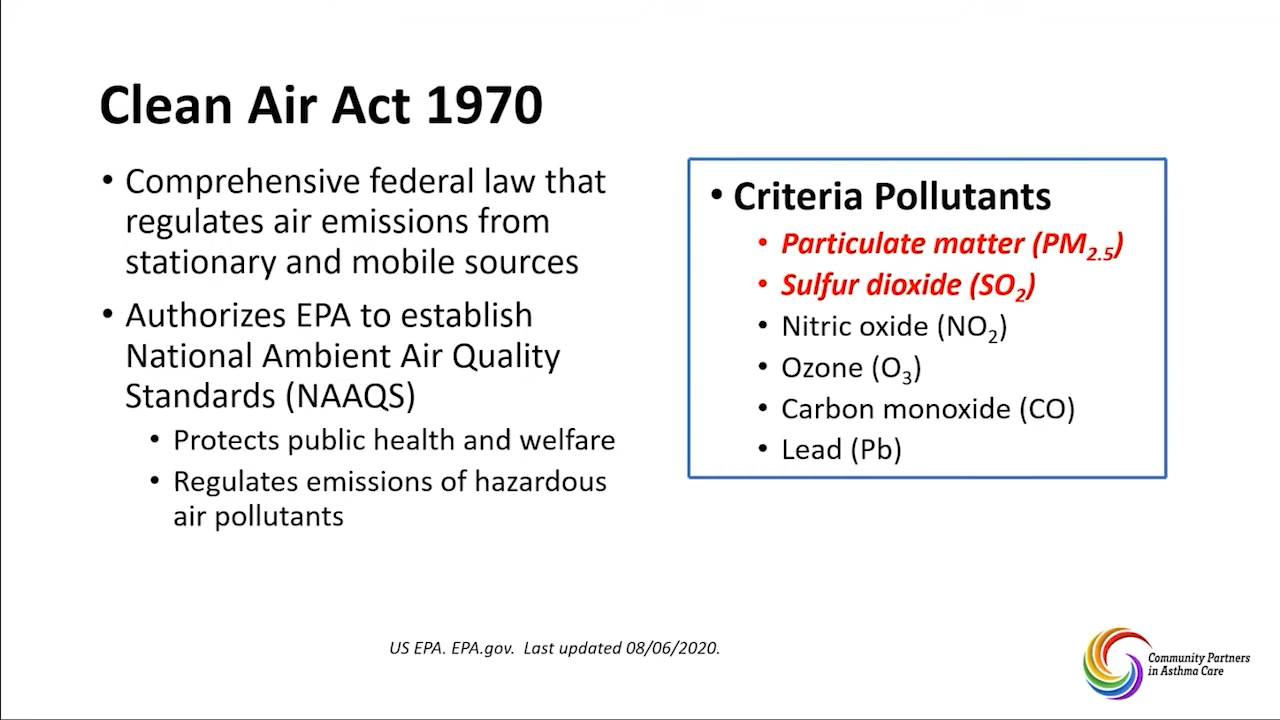 Clean Air Act 1970
• Comprehensive federal law that
regulates air emissions from
stationary and mobile sources
• Authorizes EPA to establish
National Ambient Air Quality
Standards (NAAQS)
• Protects public health and welfare
• Regulates emissions of hazardous
air pollutants
• Criteria Pollutants
• Particulate matter (PM₂.₅)
• Sulfur dioxide (SO₂)
• Nitric oxide (NO₂)
• Ozone (O₃)
• Carbon monoxide (CO)
• Lead (Pb)
US EPA. EPA.gov. Last updated 08/06/2020.
Community Partners
in Asthma Care